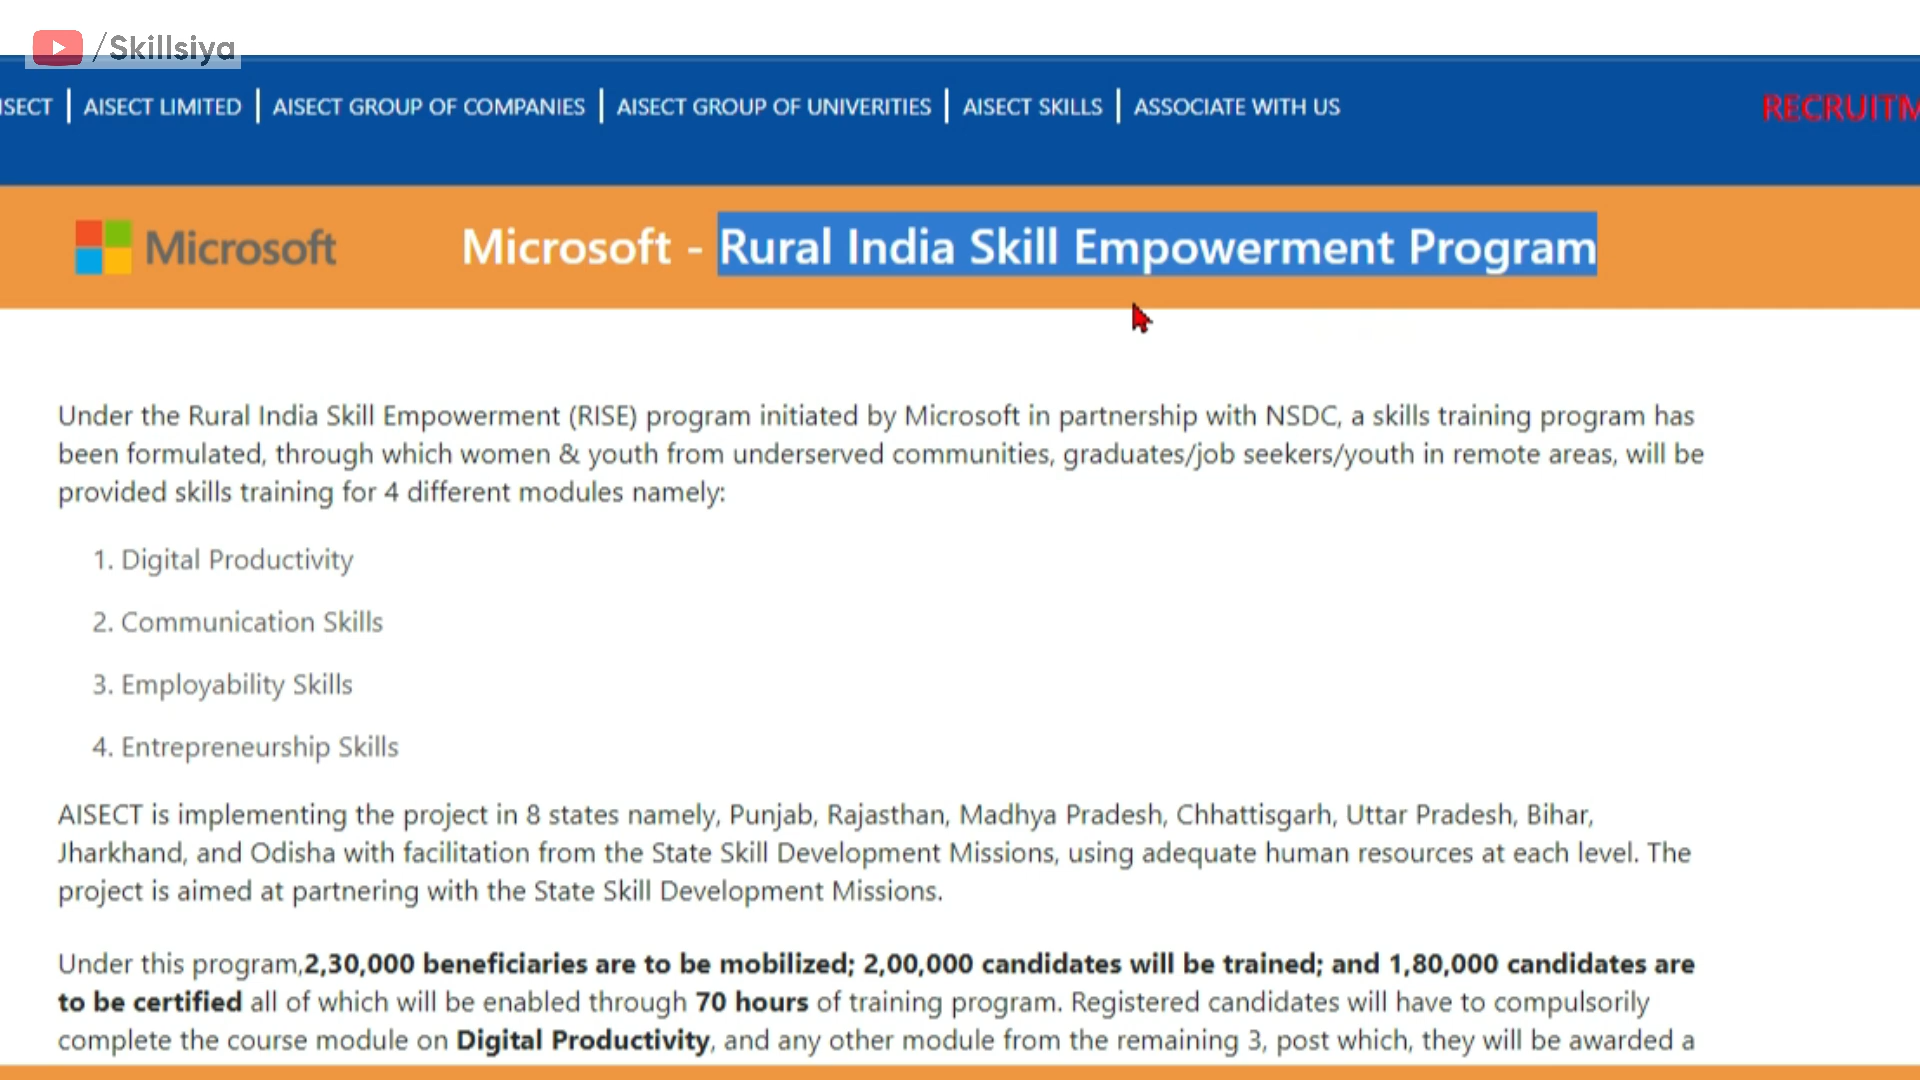 /Skillsiya
AISECT LIMITED | AISECT GROUP OF COMPANIES | AISECT GROUP OF UNIVERITIES | AISECT SKILLS | ASSOCIATE WITH US
Microsoft
Microsoft - Rural India Skill Empowerment Program
Under the Rural India Skill Empowerment (RISE) program initiated by Microsoft in partnership with NSDC, a skills training program has
been formulated, through which women & youth from underserved communities, graduates/job seekers/youth in remote areas, will be
provided skills training for 4 different modules namely:
1. Digital Productivity
2. Communication Skills
3. Employability Skills
4. Entrepreneurship Skills
AISECT is implementing the project in 8 states namely, Punjab, Rajasthan, Madhya Pradesh, Chhattisgarh, Uttar Pradesh, Bihar,
Jharkhand, and Odisha with facilitation from the State Skill Development Missions, using adequate human resources at each level. The
project is aimed at partnering with the State Skill Development Missions.
Under this program,2,30,000 beneficiaries are to be mobilized; 2,00,000 candidates will be trained; and 1,80,000 candidates are
to be certified all of which will be enabled through 70 hours of training program. Registered candidates will have to compulsorily
complete the course module on Digital Productivity, and any other module from the remaining 3, post which, they will be awarded a